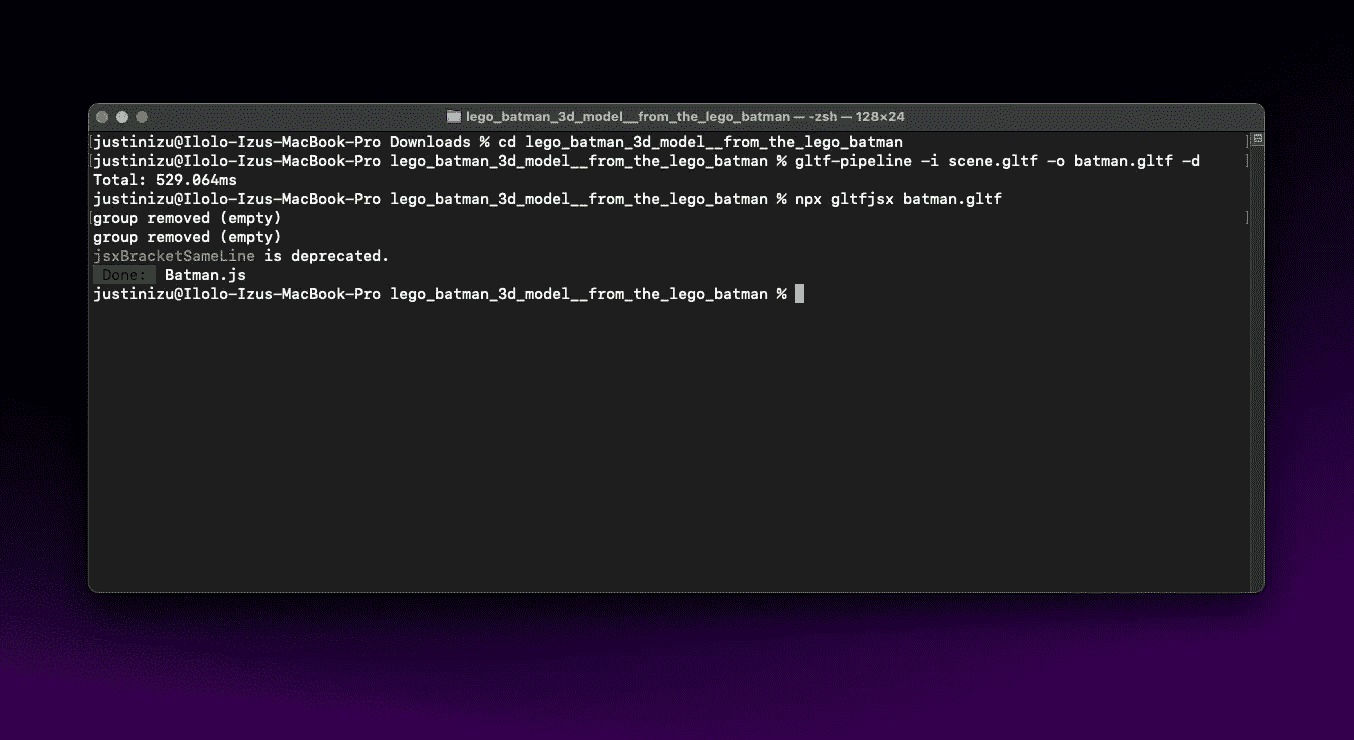 lego_batman_3d_model__from_the_lego_batman — -zsh — 128×24
justinizu@Ilolo-Izus-MacBook-Pro Downloads % cd lego_batman_3d_model__from_the_lego_batman
justinizu@Ilolo-Izus-MacBook-Pro lego_batman_3d_model__from_the_lego_batman % gltf-pipeline -i scene.gltf -o batman.gltf -d
Total: 529.064ms
justinizu@Ilolo-Izus-MacBook-Pro lego_batman_3d_model__from_the_lego_batman % npx gltfjsx batman.gltf
group removed (empty)
group removed (empty)
jsxBracketSameLine is deprecated.
Done: Batman.js
justinizu@Ilolo-Izus-MacBook-Pro lego_batman_3d_model__from_the_lego_batman %